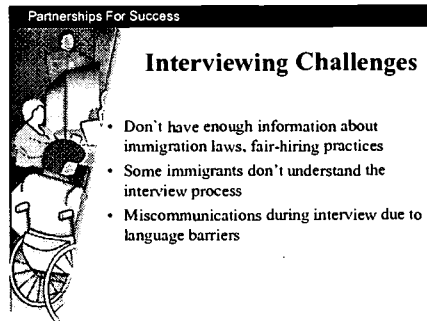 Partnerships For Success
Interviewing Challenges
• Don't have enough information about
immigration laws, fair-hiring practices
• Some immigrants don't understand the
interview process
• Miscommunications during interview due to
language barriers